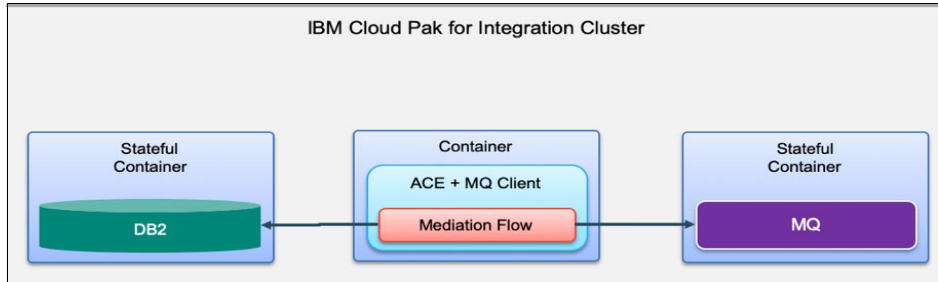 IBM Cloud Pak for Integration Cluster
Stateful
Container
DB2
Container
ACE + MQ Client
Mediation Flow
Stateful
Container
MQ